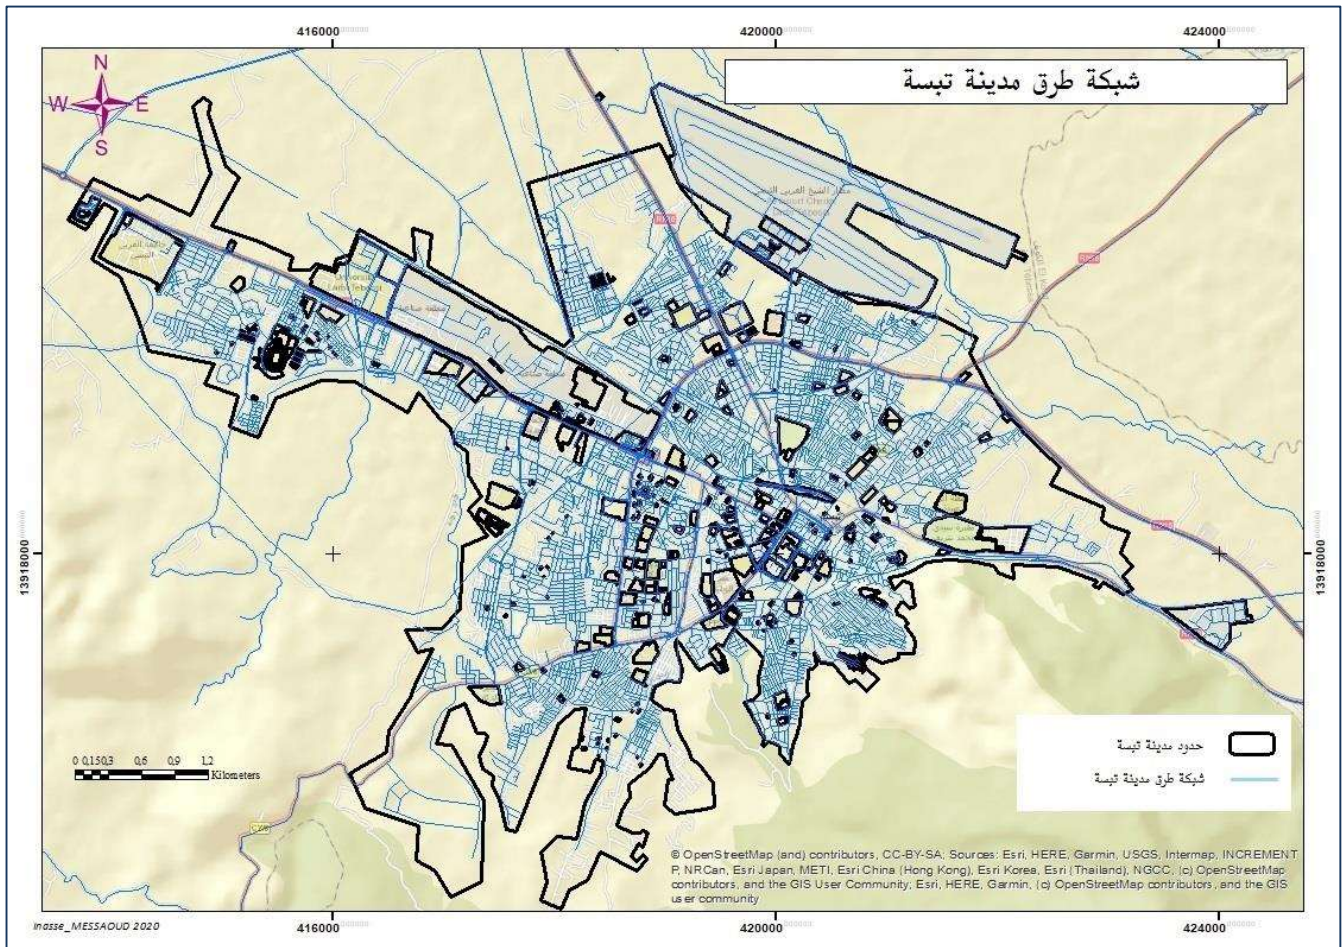 416000
420000
424000
شبكة طرق مدينة تبسة
N
W
E
S
13918000
13918000
حدود مدينة تبسة
شبكة طرق مدينة تبسة
0 0,150,3 0,6 0,9 1,2
Kilometers
© OpenStreetMap (and) contributors, CC-BY-SA, Sources: Esri, HERE, Garmin, USGS, Intermap, INCREMENT
P, NRCan, Esri Japan, METI, Esri China (Hong Kong), Esri Korea, Esri (Thailand), NGCC, (c) OpenStreetMap
contributors, and the GIS User Community, Esri, HERE, Garmin, (c) OpenStreetMap contributors, and the GIS
user community
Inasse_MESSAOUD 2020
416000
420000
424000